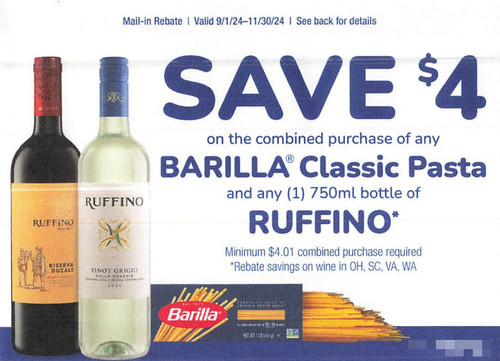 Mail-in Rebate | Valid 9/1/24–11/30/24 | See back for details
SAVE $4
on the combined purchase of any
BARILLA® Classic Pasta
and any (1) 750ml bottle of
RUFFINO*
Minimum $4.01 combined purchase required
*Rebate savings on wine in OH, SC, VA, WA
RUFFINO
RISERVA
DUCALE
RUFFINO
PINOT GRIGIO
DELLE VENEZIE
Barilla